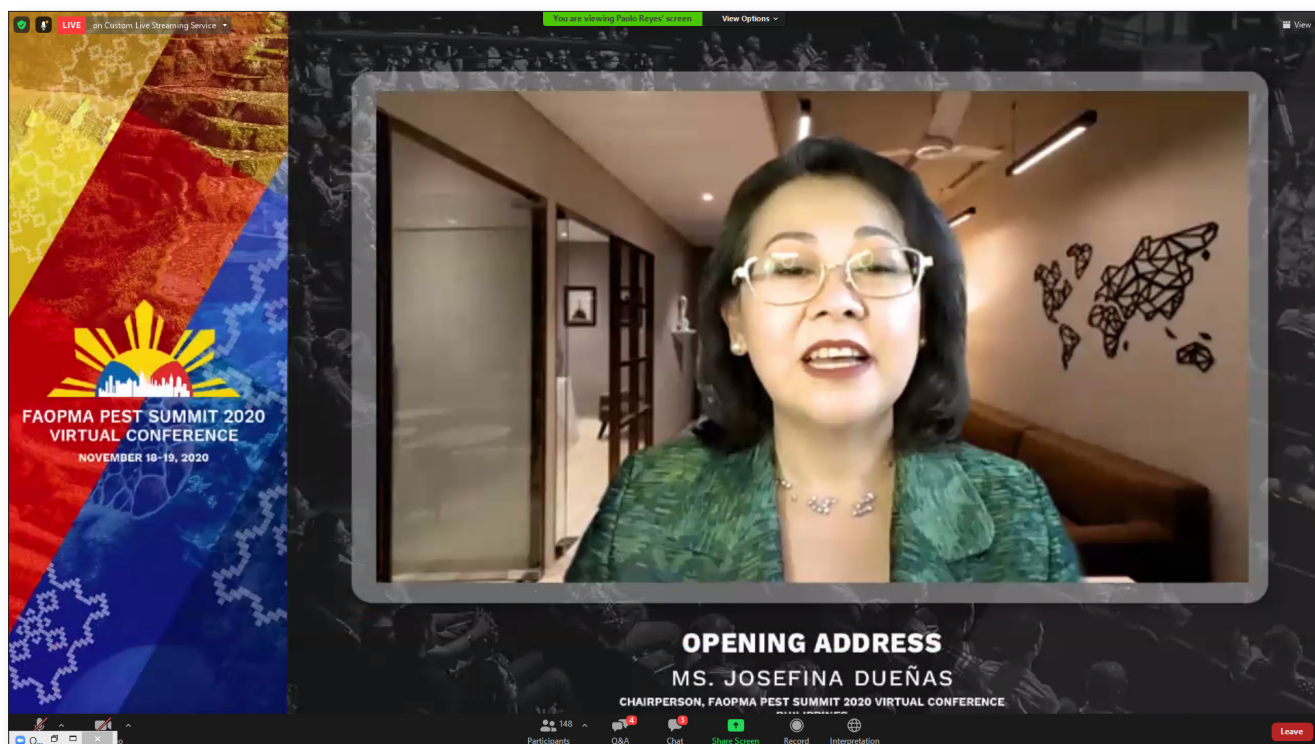 LIVE on Custom Live Streaming Service
You are viewing Paolo Reyes' screen View Options
View
FAOPMA PEST SUMMIT 2020
VIRTUAL CONFERENCE
NOVEMBER 18-19, 2020
OPENING ADDRESS
MS. JOSEFINA DUEÑAS
CHAIRPERSON, FAOPMA PEST SUMMIT 2020 VIRTUAL CONFERENCE
PHILIPPINES
148 4 3
Participants Q&A Chat Share Screen Record Interpretation
Leave